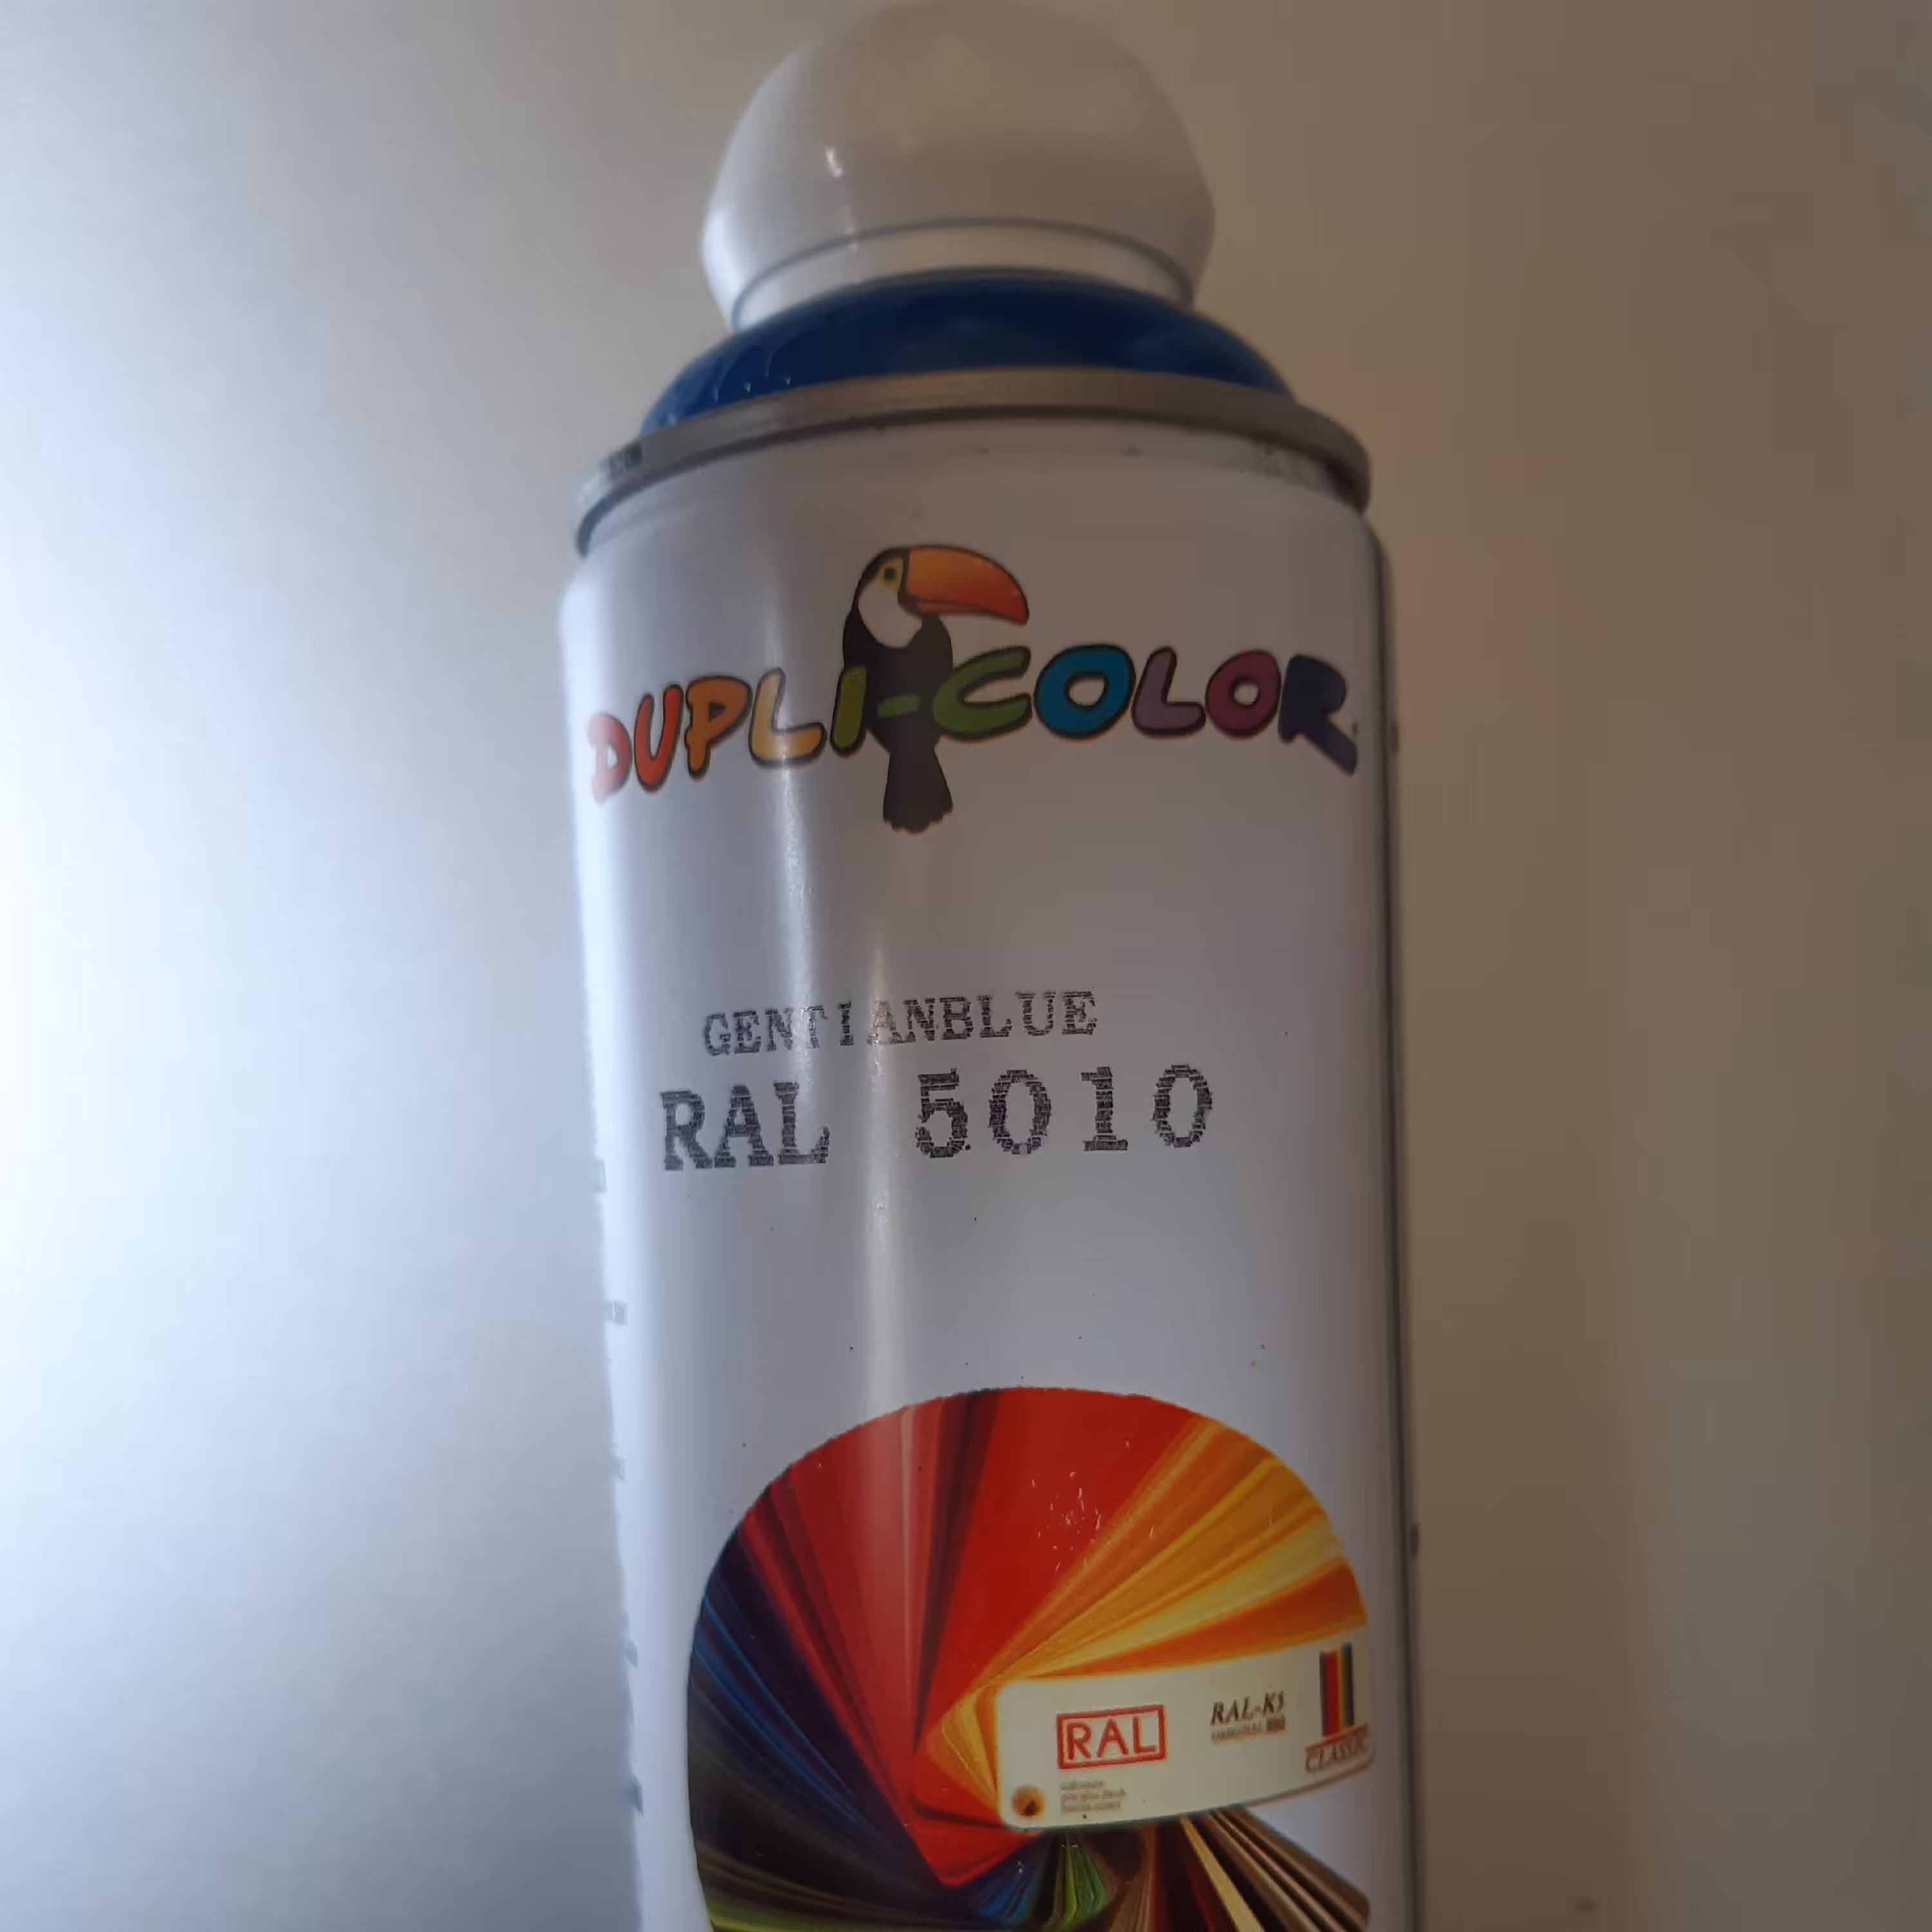 DUPLI-COLOR
GENTIANBLUE
RAL 5010
RAL
RAL-K5
CLASSIC